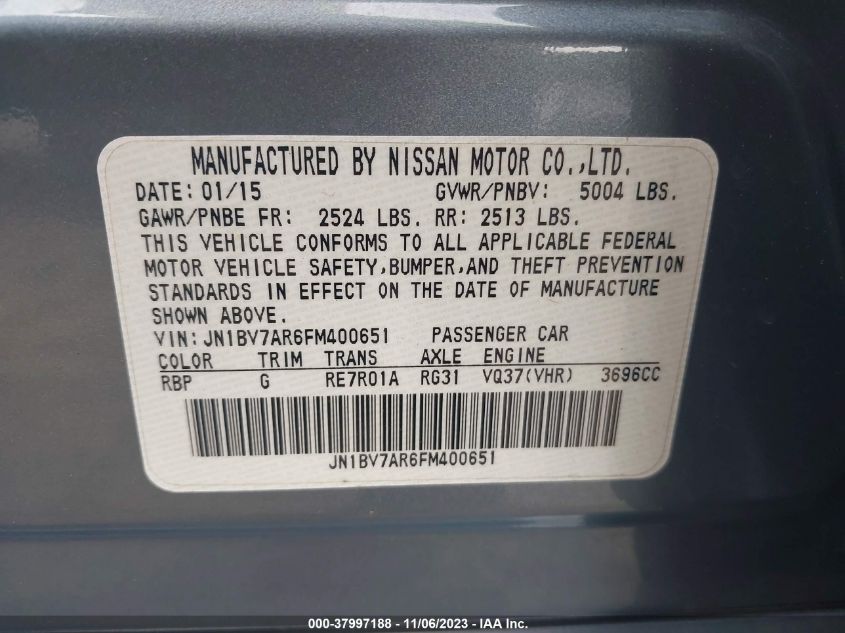 MANUFACTURED BY NISSAN MOTOR CO.,LTD.
DATE: 01/15 GVWR/PNBV: 5004 LBS.
GAWR/PNBE FR: 2524 LBS. RR: 2513 LBS.
THIS VEHICLE CONFORMS TO ALL APPLICABLE FEDERAL
MOTOR VEHICLE SAFETY,BUMPER,AND THEFT PREVENTION
STANDARDS IN EFFECT ON THE DATE OF MANUFACTURE
SHOWN ABOVE.
VIN: JN1BV7AR6FM400651 PASSENGER CAR
COLOR TRIM TRANS AXLE ENGINE
RBP G RE7R01A RG31 VQ37(VHR) 3696CC
JN1BV7AR6FM400651
000-37997188 - 11/06/2023 - IAA Inc.